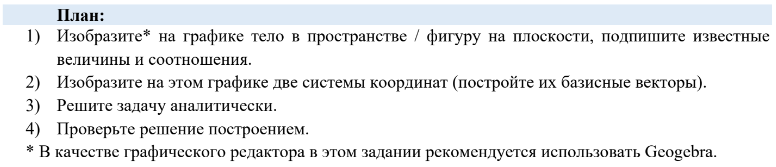 План:
1) Изобразите* на графике тело в пространстве / фигуру на плоскости, подпишите известные
величины и соотношения.
2) Изобразите на этом графике две системы координат (постройте их базисные векторы).
3) Решите задачу аналитически.
4) Проверьте решение построением.
* В качестве графического редактора в этом задании рекомендуется использовать Geogebra.